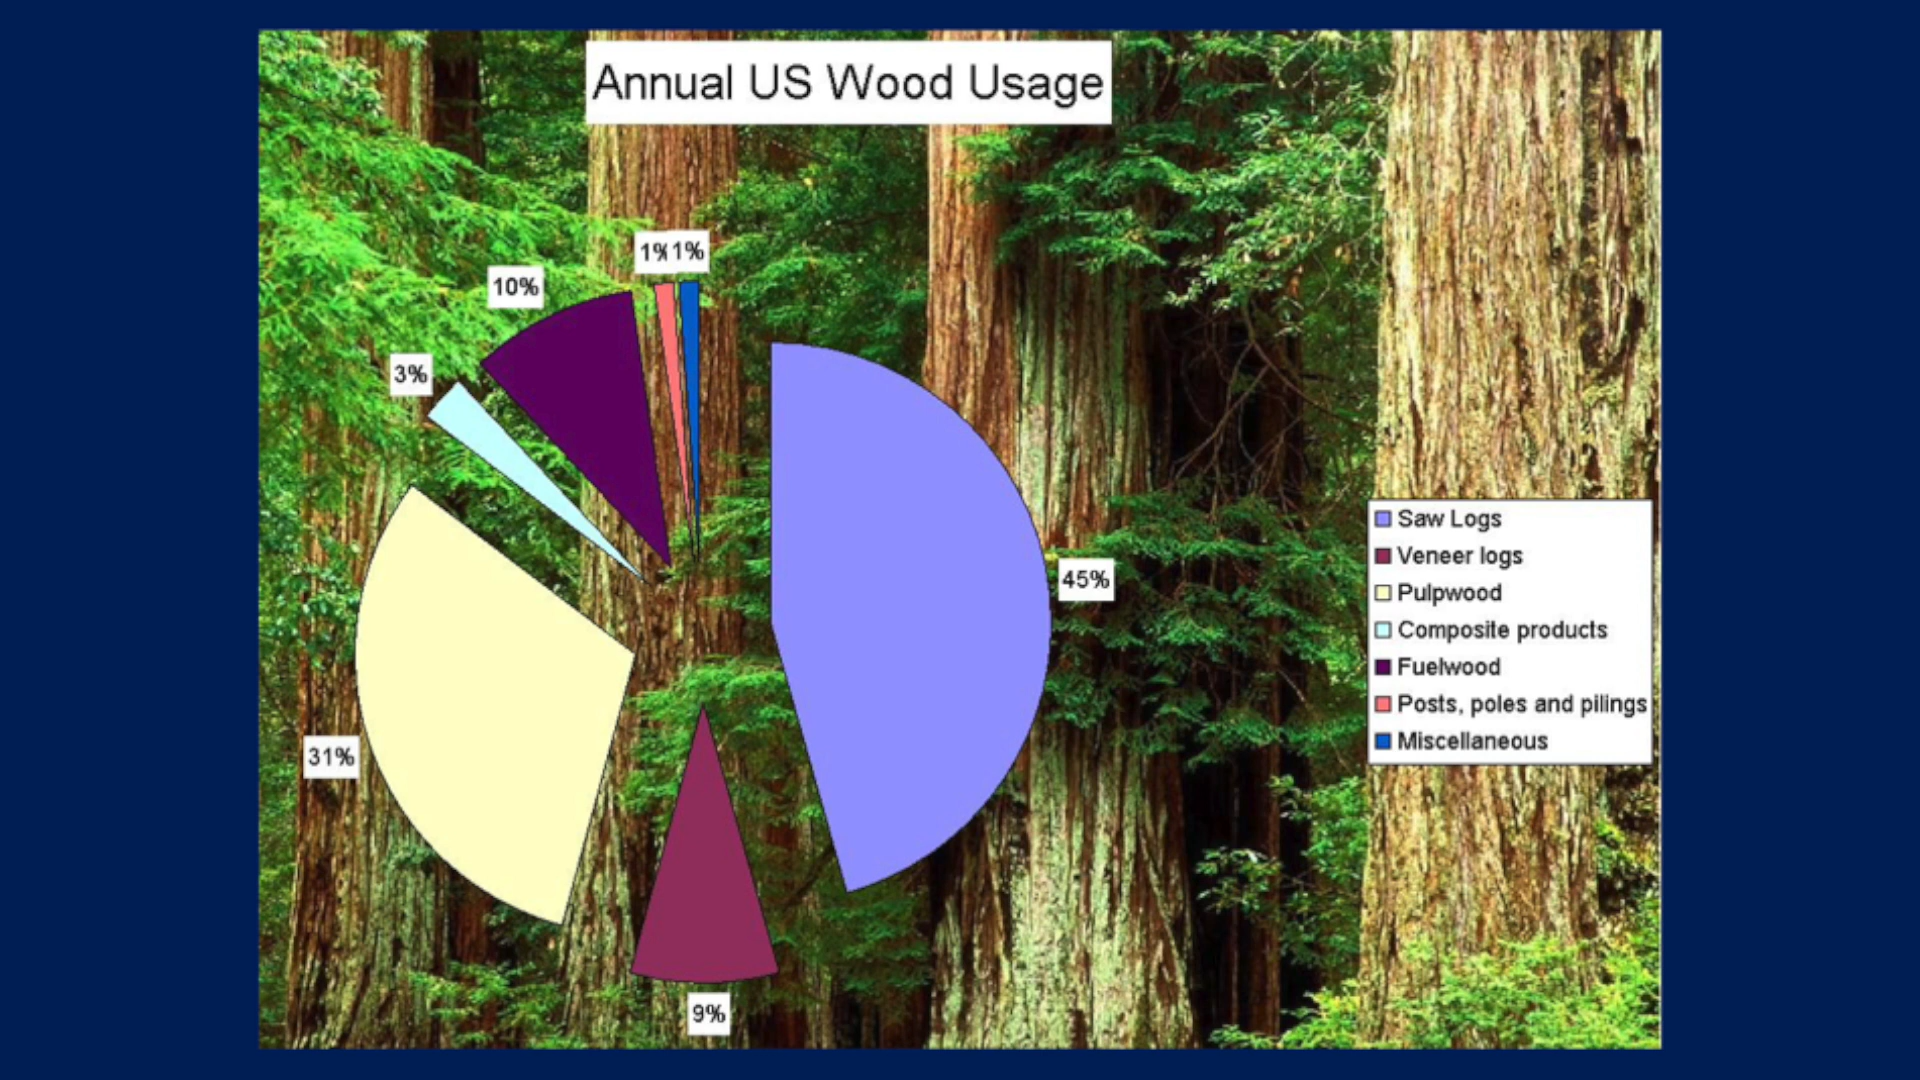 Annual US Wood Usage
1% 1%
10%
3%
45%
31%
9%
Saw Logs
Veneer logs
Pulpwood
Composite products
Fuelwood
Posts, poles and pilings
Miscellaneous